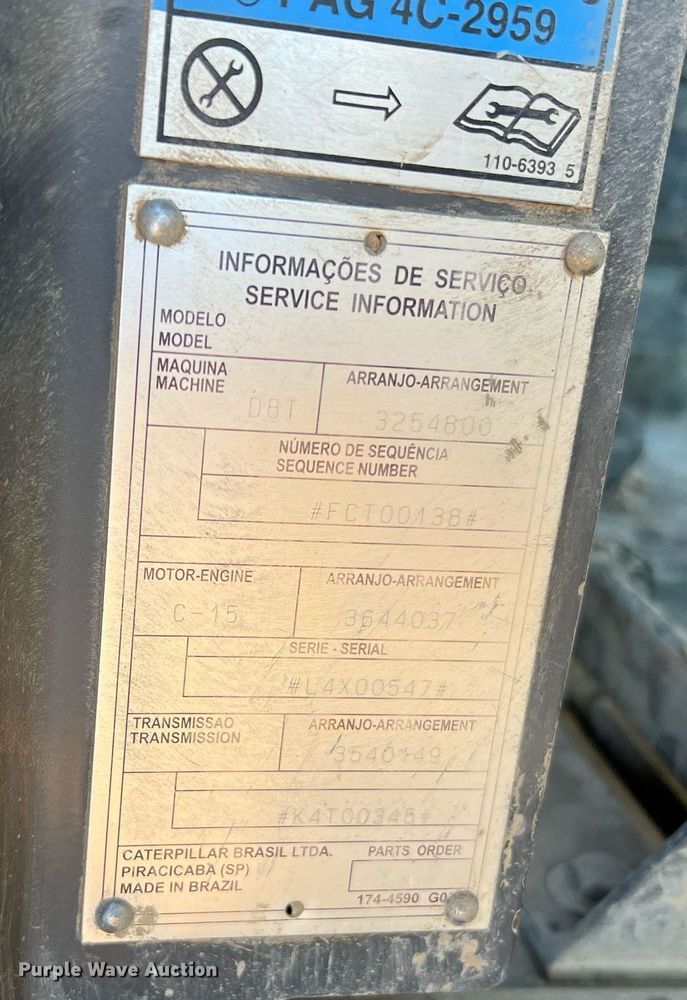 PAG 4C-2959
110-6393 5
INFORMAÇÕES DE SERVIÇO
SERVICE INFORMATION
MODELO
MODEL
MAQUINA
MACHINE
ARRANJO-ARRANGEMENT
D8T
3254800
NÚMERO DE SEQUÊNCIA
SEQUENCE NUMBER
#FCT00138#
MOTOR-ENGINE
ARRANJO-ARRANGEMENT
C-15
3644037
SERIE - SERIAL
#L4X00547#
TRANSMISSAO
TRANSMISSION
ARRANJO-ARRANGEMENT
3540149
#K4T00345#
CATERPILLAR BRASIL LTDA.
PARTS ORDER
PIRACICABA (SP)
MADE IN BRAZIL
174-4590
Purple Wave Auction